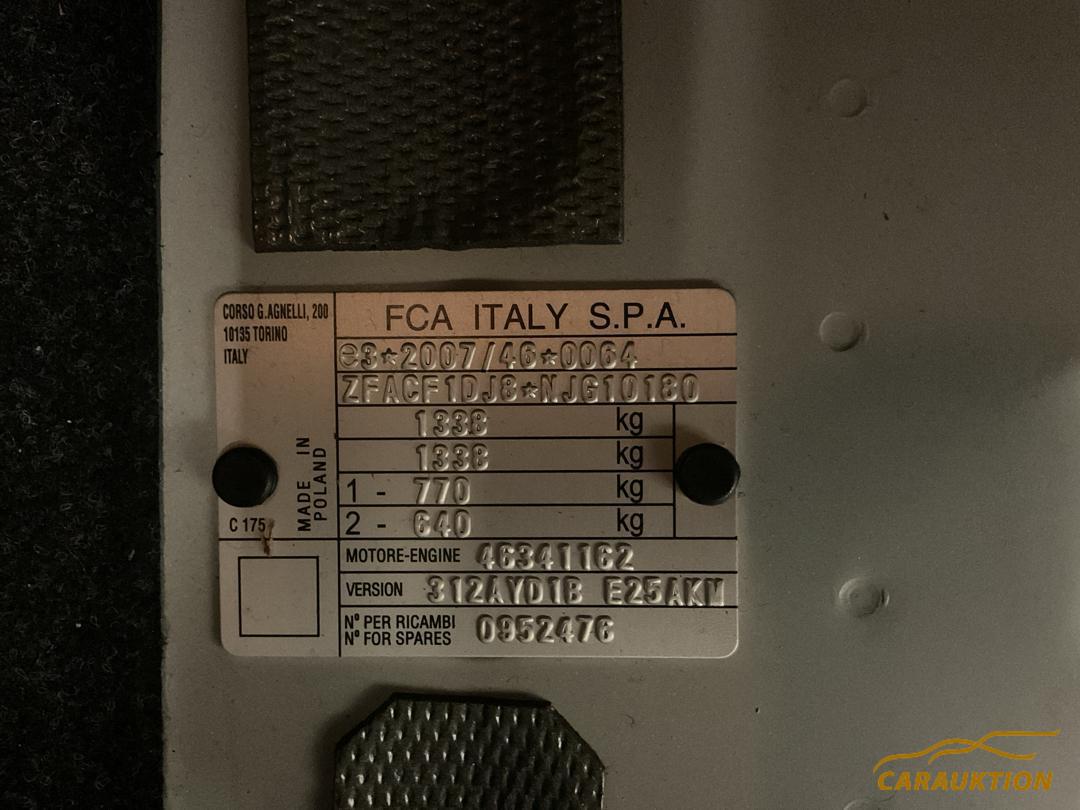 CORSO G.AGNELLI, 200
10135 TORINO
ITALY
FCA ITALY S.P.A.
e3*2007/46*0064
ZFACF1DJ8*NJG10180
1338 kg
1338 kg
1 - 770 kg
2 - 640 kg
MADE IN
POLAND
C 175
MOTORE-ENGINE 46341162
VERSION 312AYD1B E25AKM
Nº PER RICAMBI
Nº FOR SPARES 0952476
CARAUKTION